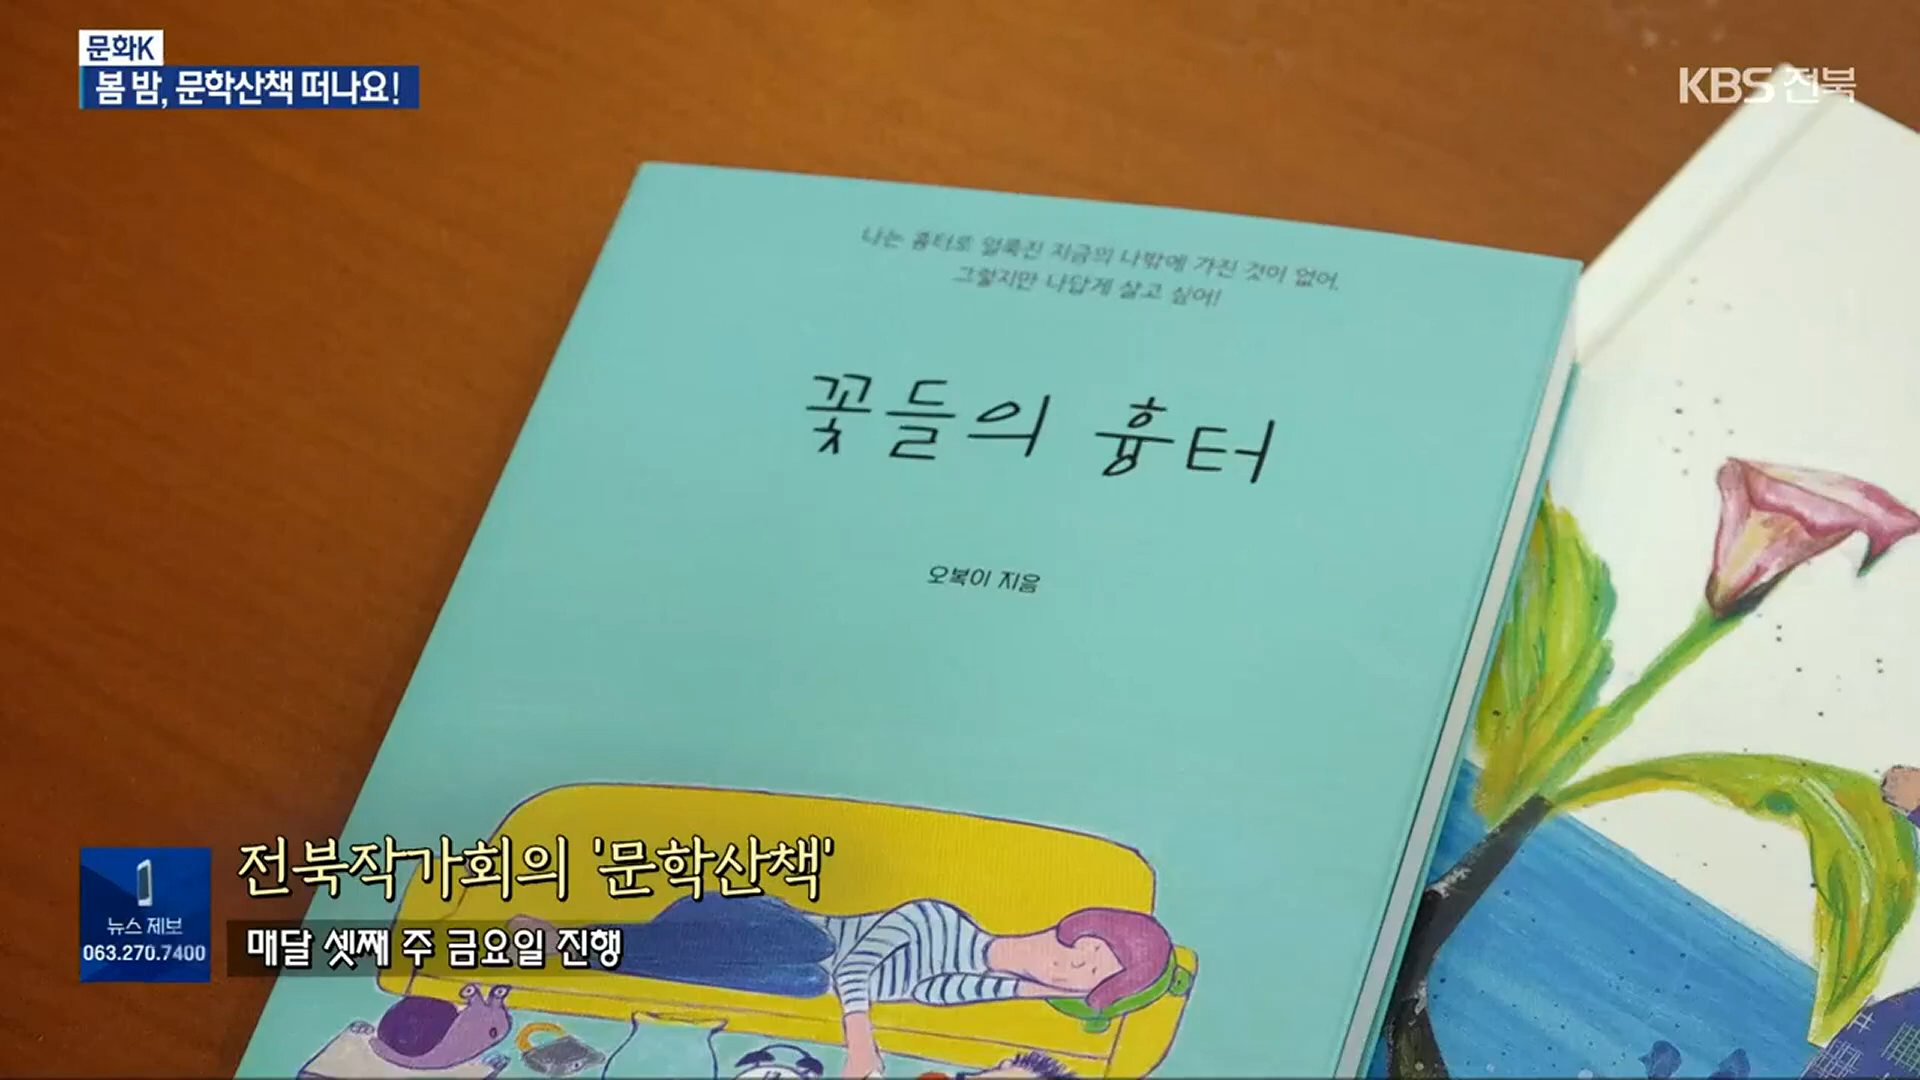 문화K
봄 밤, 문학산책 떠나요!
KBS 전북
나는 흉터로 얼룩진 지금의 나밖에 가진 것이 없어.
그렇지만 나답게 살고 싶어!
꽃들의 흉터
오복이 지음
전북작가회의 '문학산책'
매달 셋째 주 금요일 진행
뉴스 제보
063.270.7400